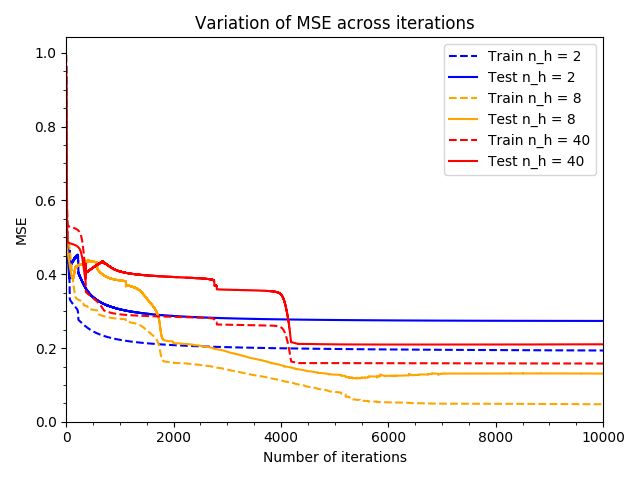 Variation of MSE across iterations
1.0
0.8
0.6
0.4
0.2
0.0
MSE
0
2000
4000
6000
8000
10000
Number of iterations
Train n_h = 2
Test n_h = 2
Train n_h = 8
Test n_h = 8
Train n_h = 40
Test n_h = 40